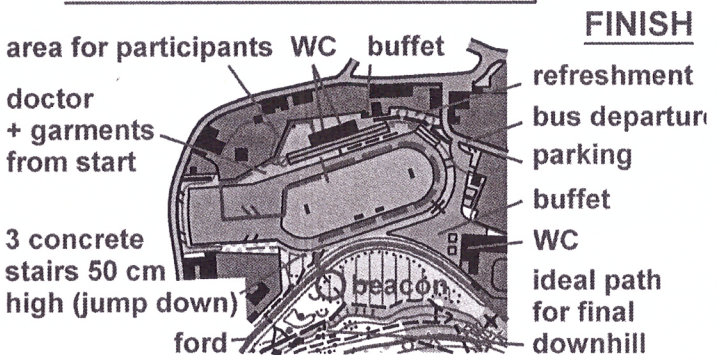 FINISH
area for participants WC buffet
refreshment
doctor
+ garments
from start
bus departur
parking
buffet
WC
3 concrete
stairs 50 cm
high (jump down)
beacon
ideal path
for final
downhill
ford